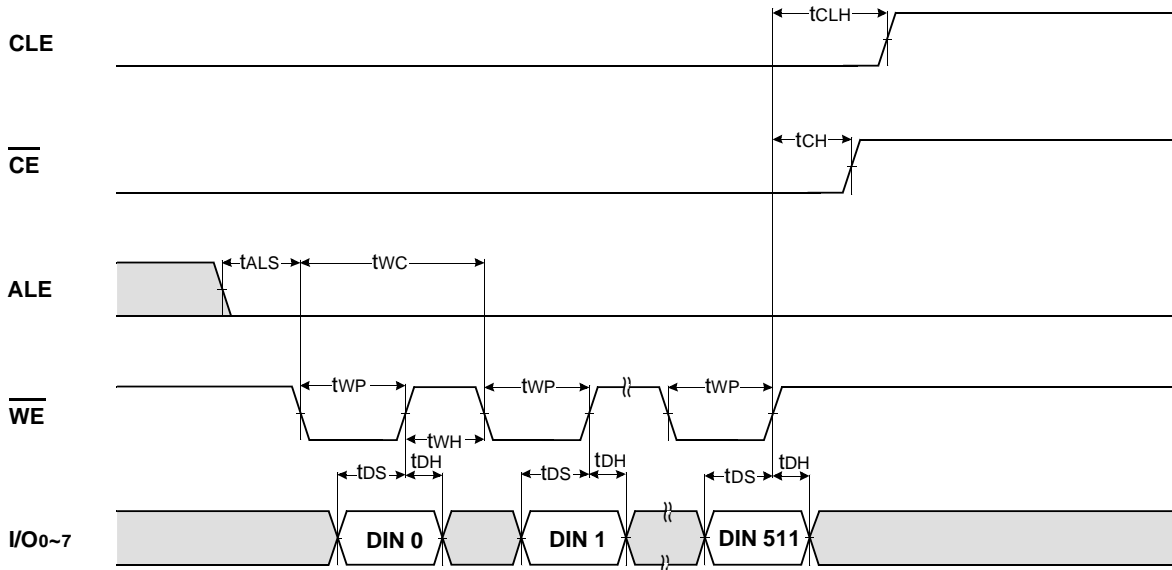 tCLH
CLE
tCH
CE
tALS tWC
ALE
tWP tWP tWP
WE
tWH
tDS tDH tDS tDH tDS tDH
I/O0~7 DIN 0 DIN 1 DIN 511